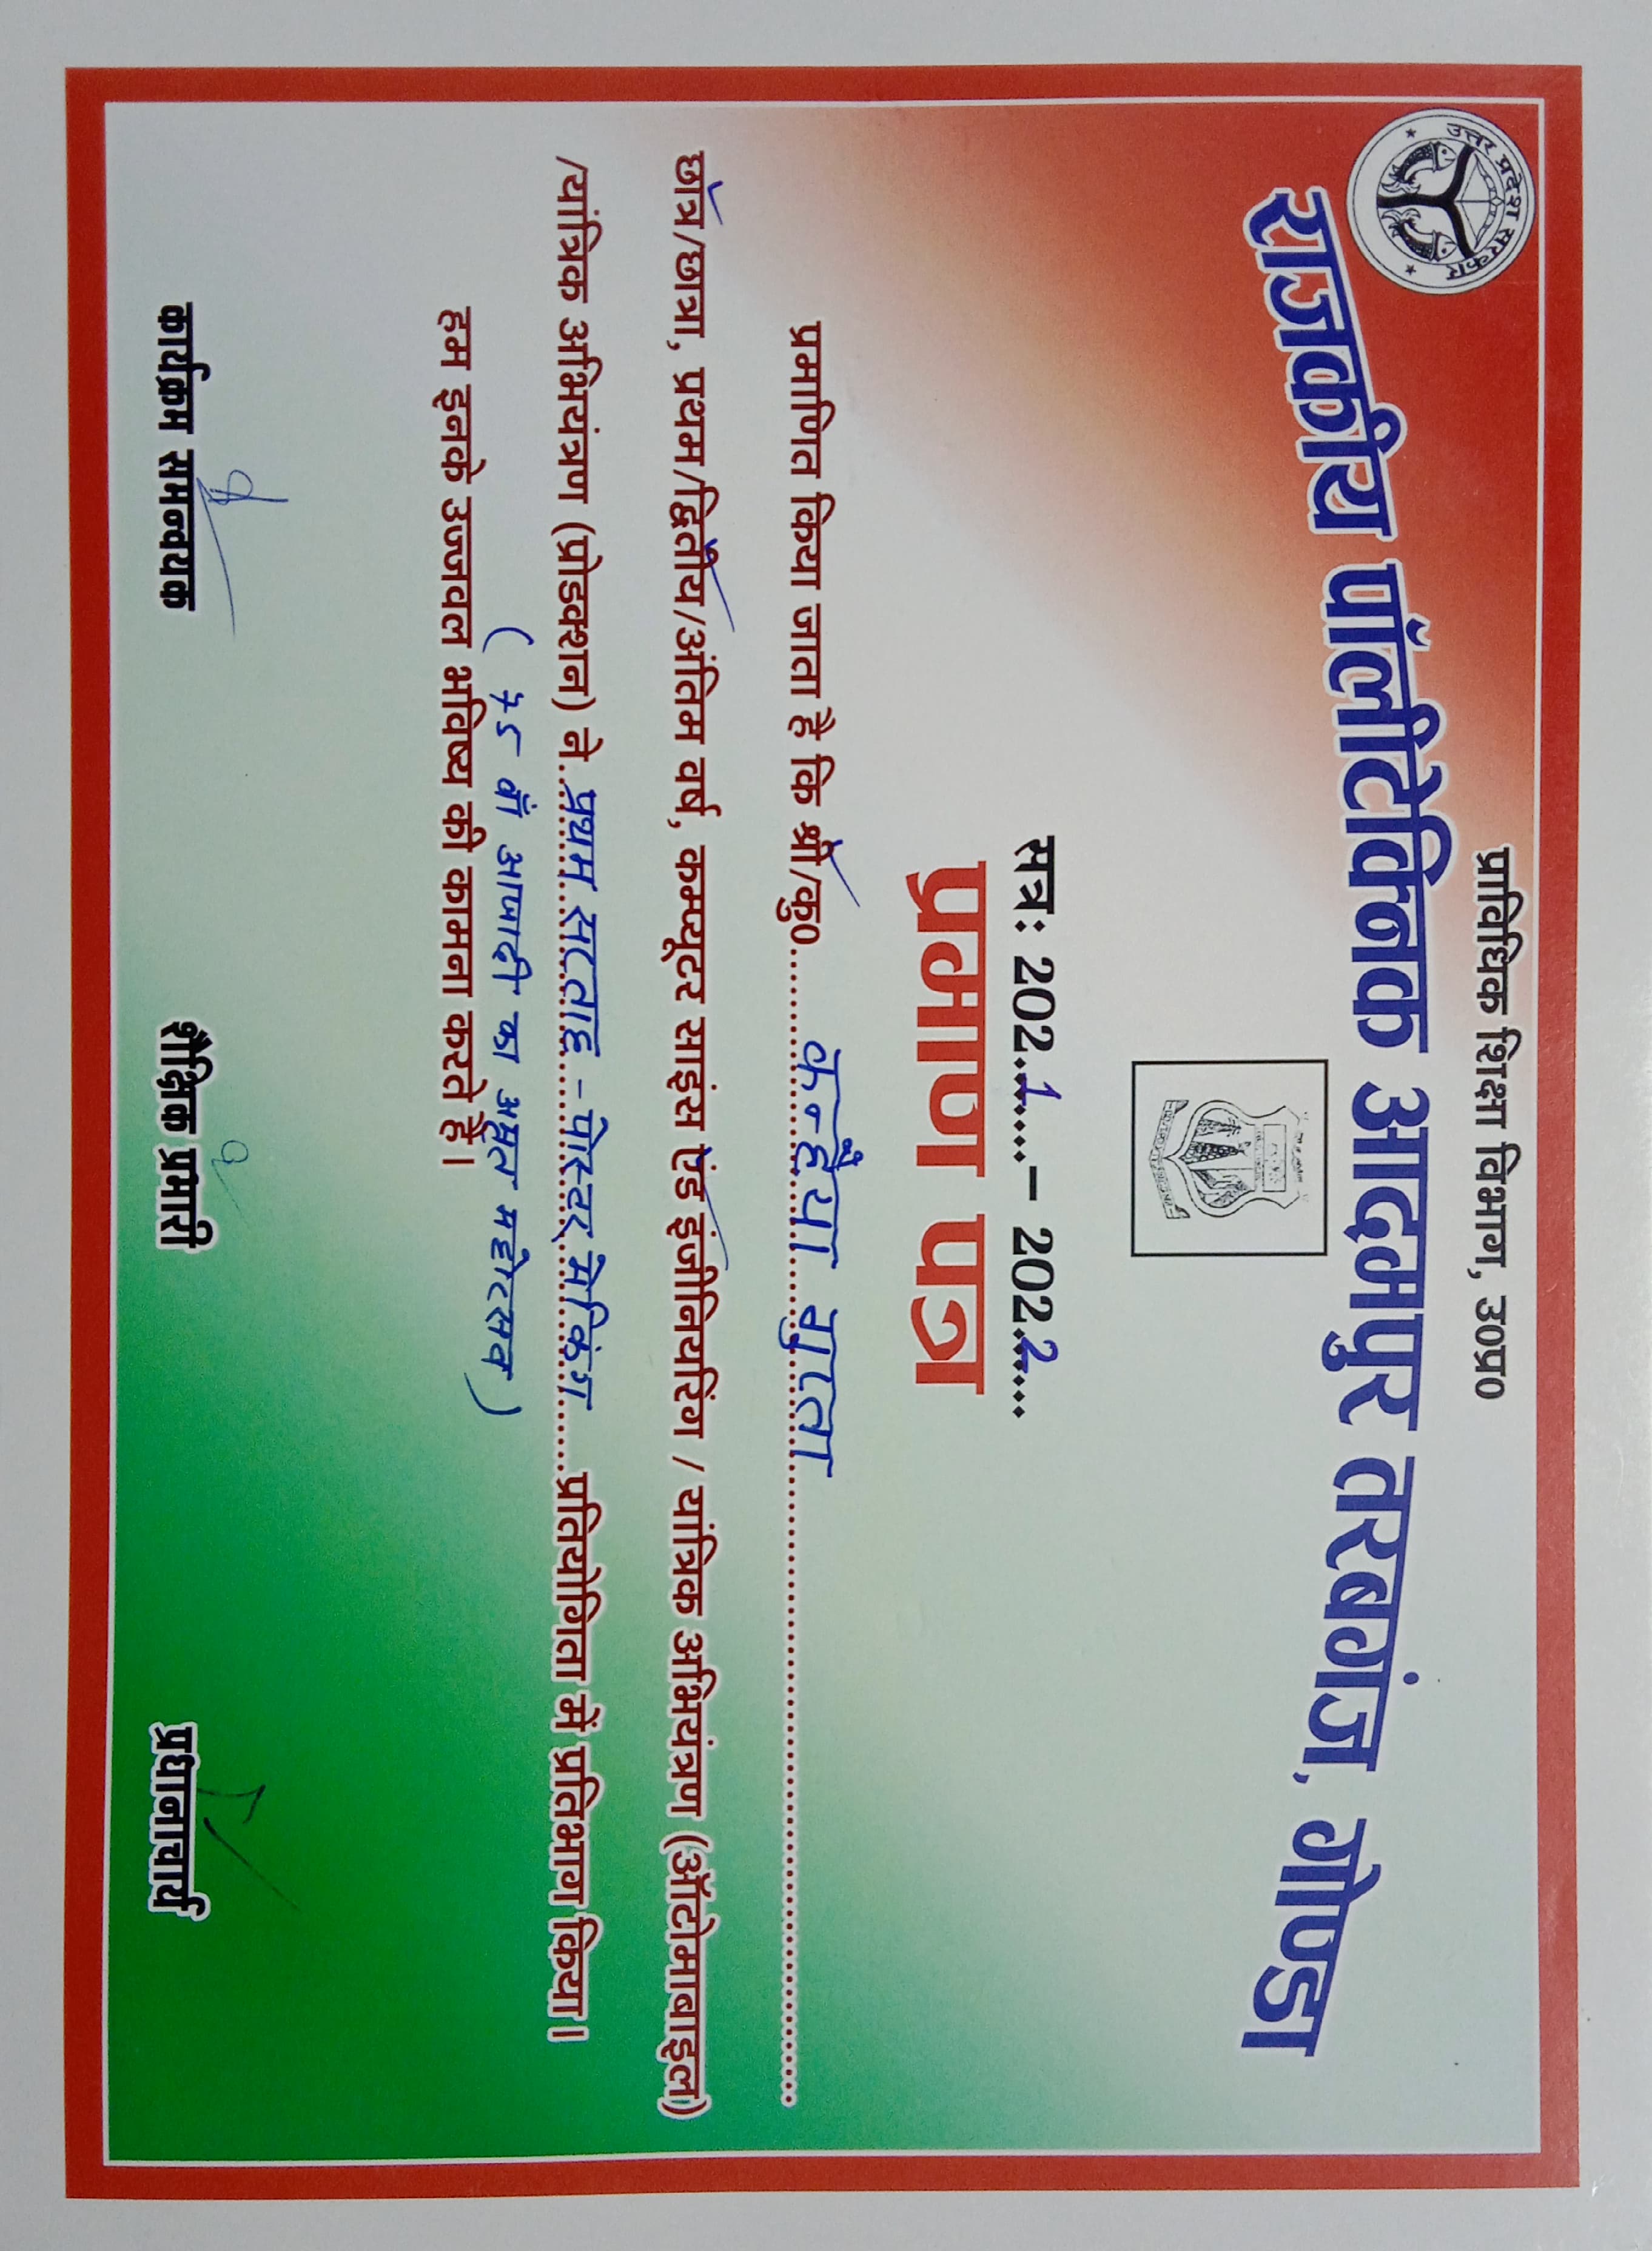 उत्तर प्रदेश सरकार
प्राविधिक शिक्षा विभाग, उ0प्र0
राजकीय पॉलीटेक्निक आदमपुर तरबगंज, गोण्डा
सत्रः 202.1.....– 202.2.....
प्रमाण पत्र
प्रमाणित किया जाता है कि श्री/कु0..... कन्हैया गुप्ता .....
छात्र/छात्रा, प्रथम/द्वितीय/अंतिम वर्ष, कम्प्यूटर साइंस एंड इंजीनियरिंग / यांत्रिक अभियंत्रण (ऑटोमाबाइल)
/यांत्रिक अभियंत्रण (प्रोडक्शन) ने..प्रथम सप्ताह - पोस्टर मेकिंग.....प्रतियोगिता में प्रतिभाग किया।
( 75 वाँ आजादी का अमृत महोत्सव )
हम इनके उज्जवल भविष्य की कामना करते है।
कार्यक्रम समन्वयक शैक्षिक प्रभारी प्रधानाचार्य